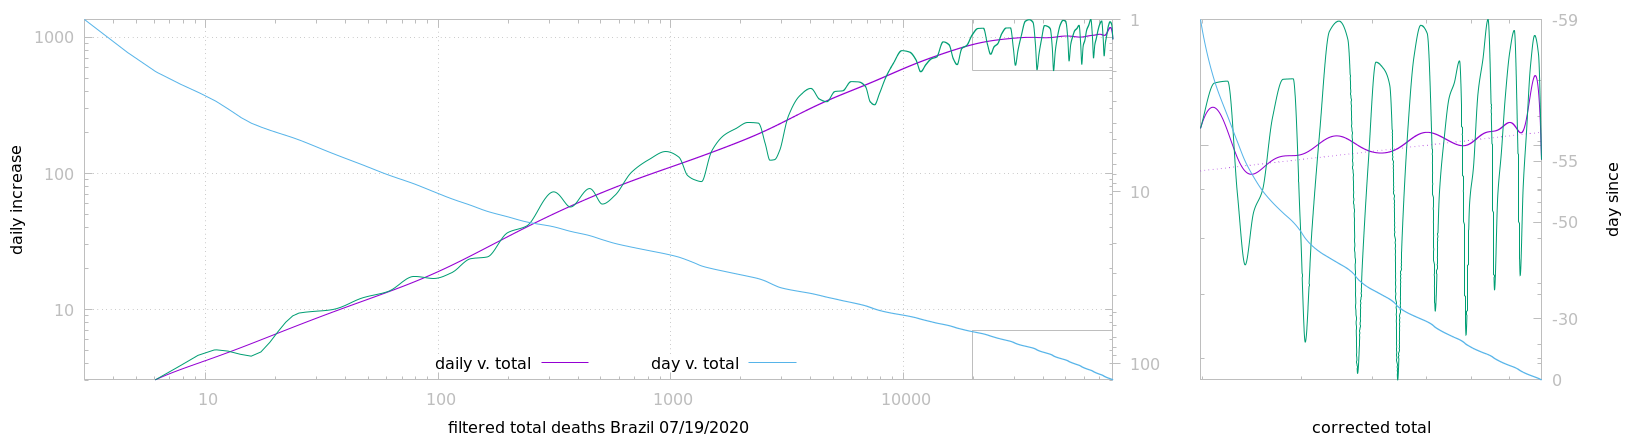 1000
100
10
daily increase
daily v. total
day v. total
10
100
1000
10000
filtered total deaths Brazil 07/19/2020
1
10
100
-59
-55
-50
-30
0
day since
corrected total